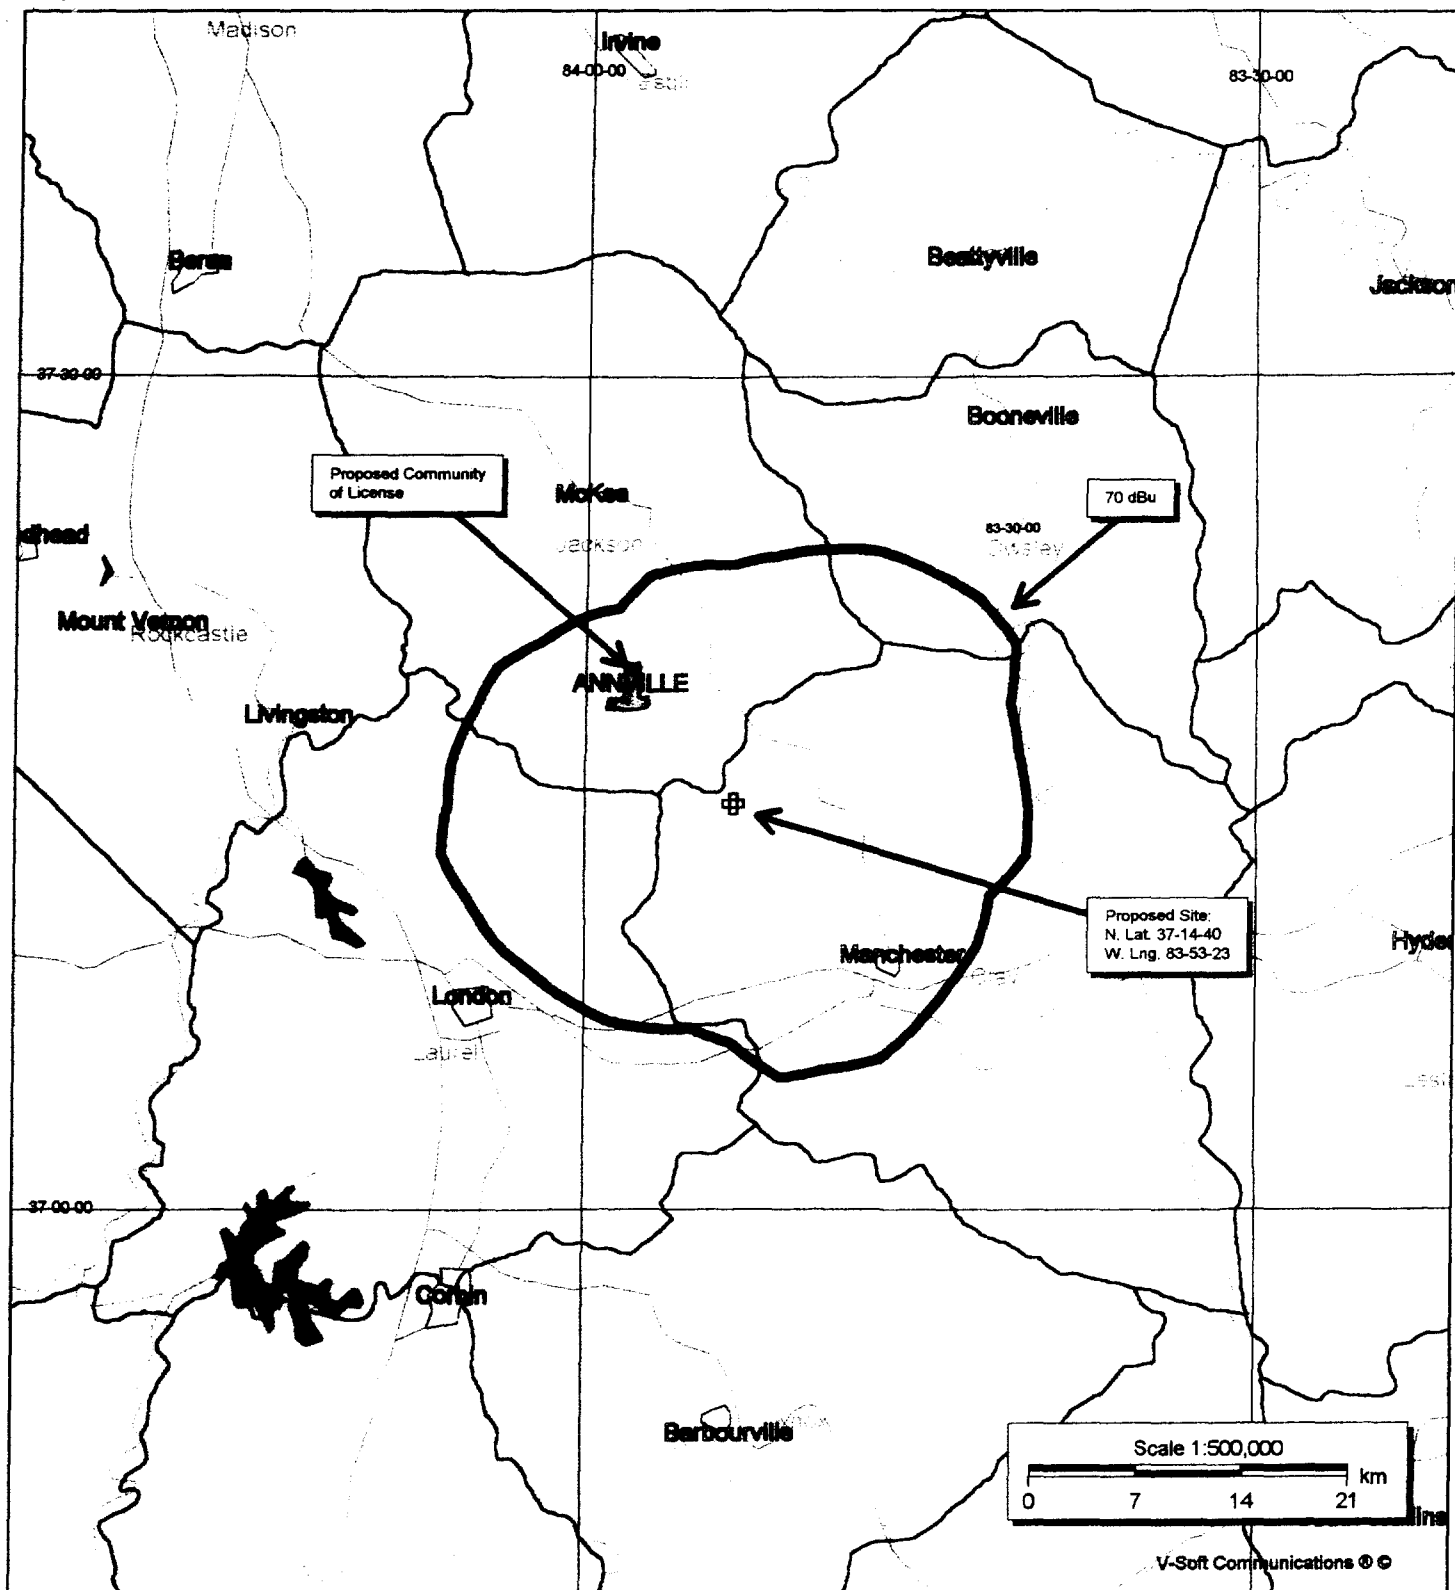 Madison
Irvine
84-00-00
83-30-00
Berea
Beattyville
Jackson
37-30-00
Booneville
Proposed Community
of License
McKee
70 dBu
83-30-00
Jackson
Owsley
dhead
Mount Vernon
Rockcastle
ANNVILLE
Livingston
Proposed Site:
N. Lat. 37-14-40
W. Lng. 83-53-23
Manchester
Hyde
London
Laurel
37-00-00
Corbin
Barbourville
Scale 1:500,000
km
0 7 14 21
V-Soft Communications ® ©